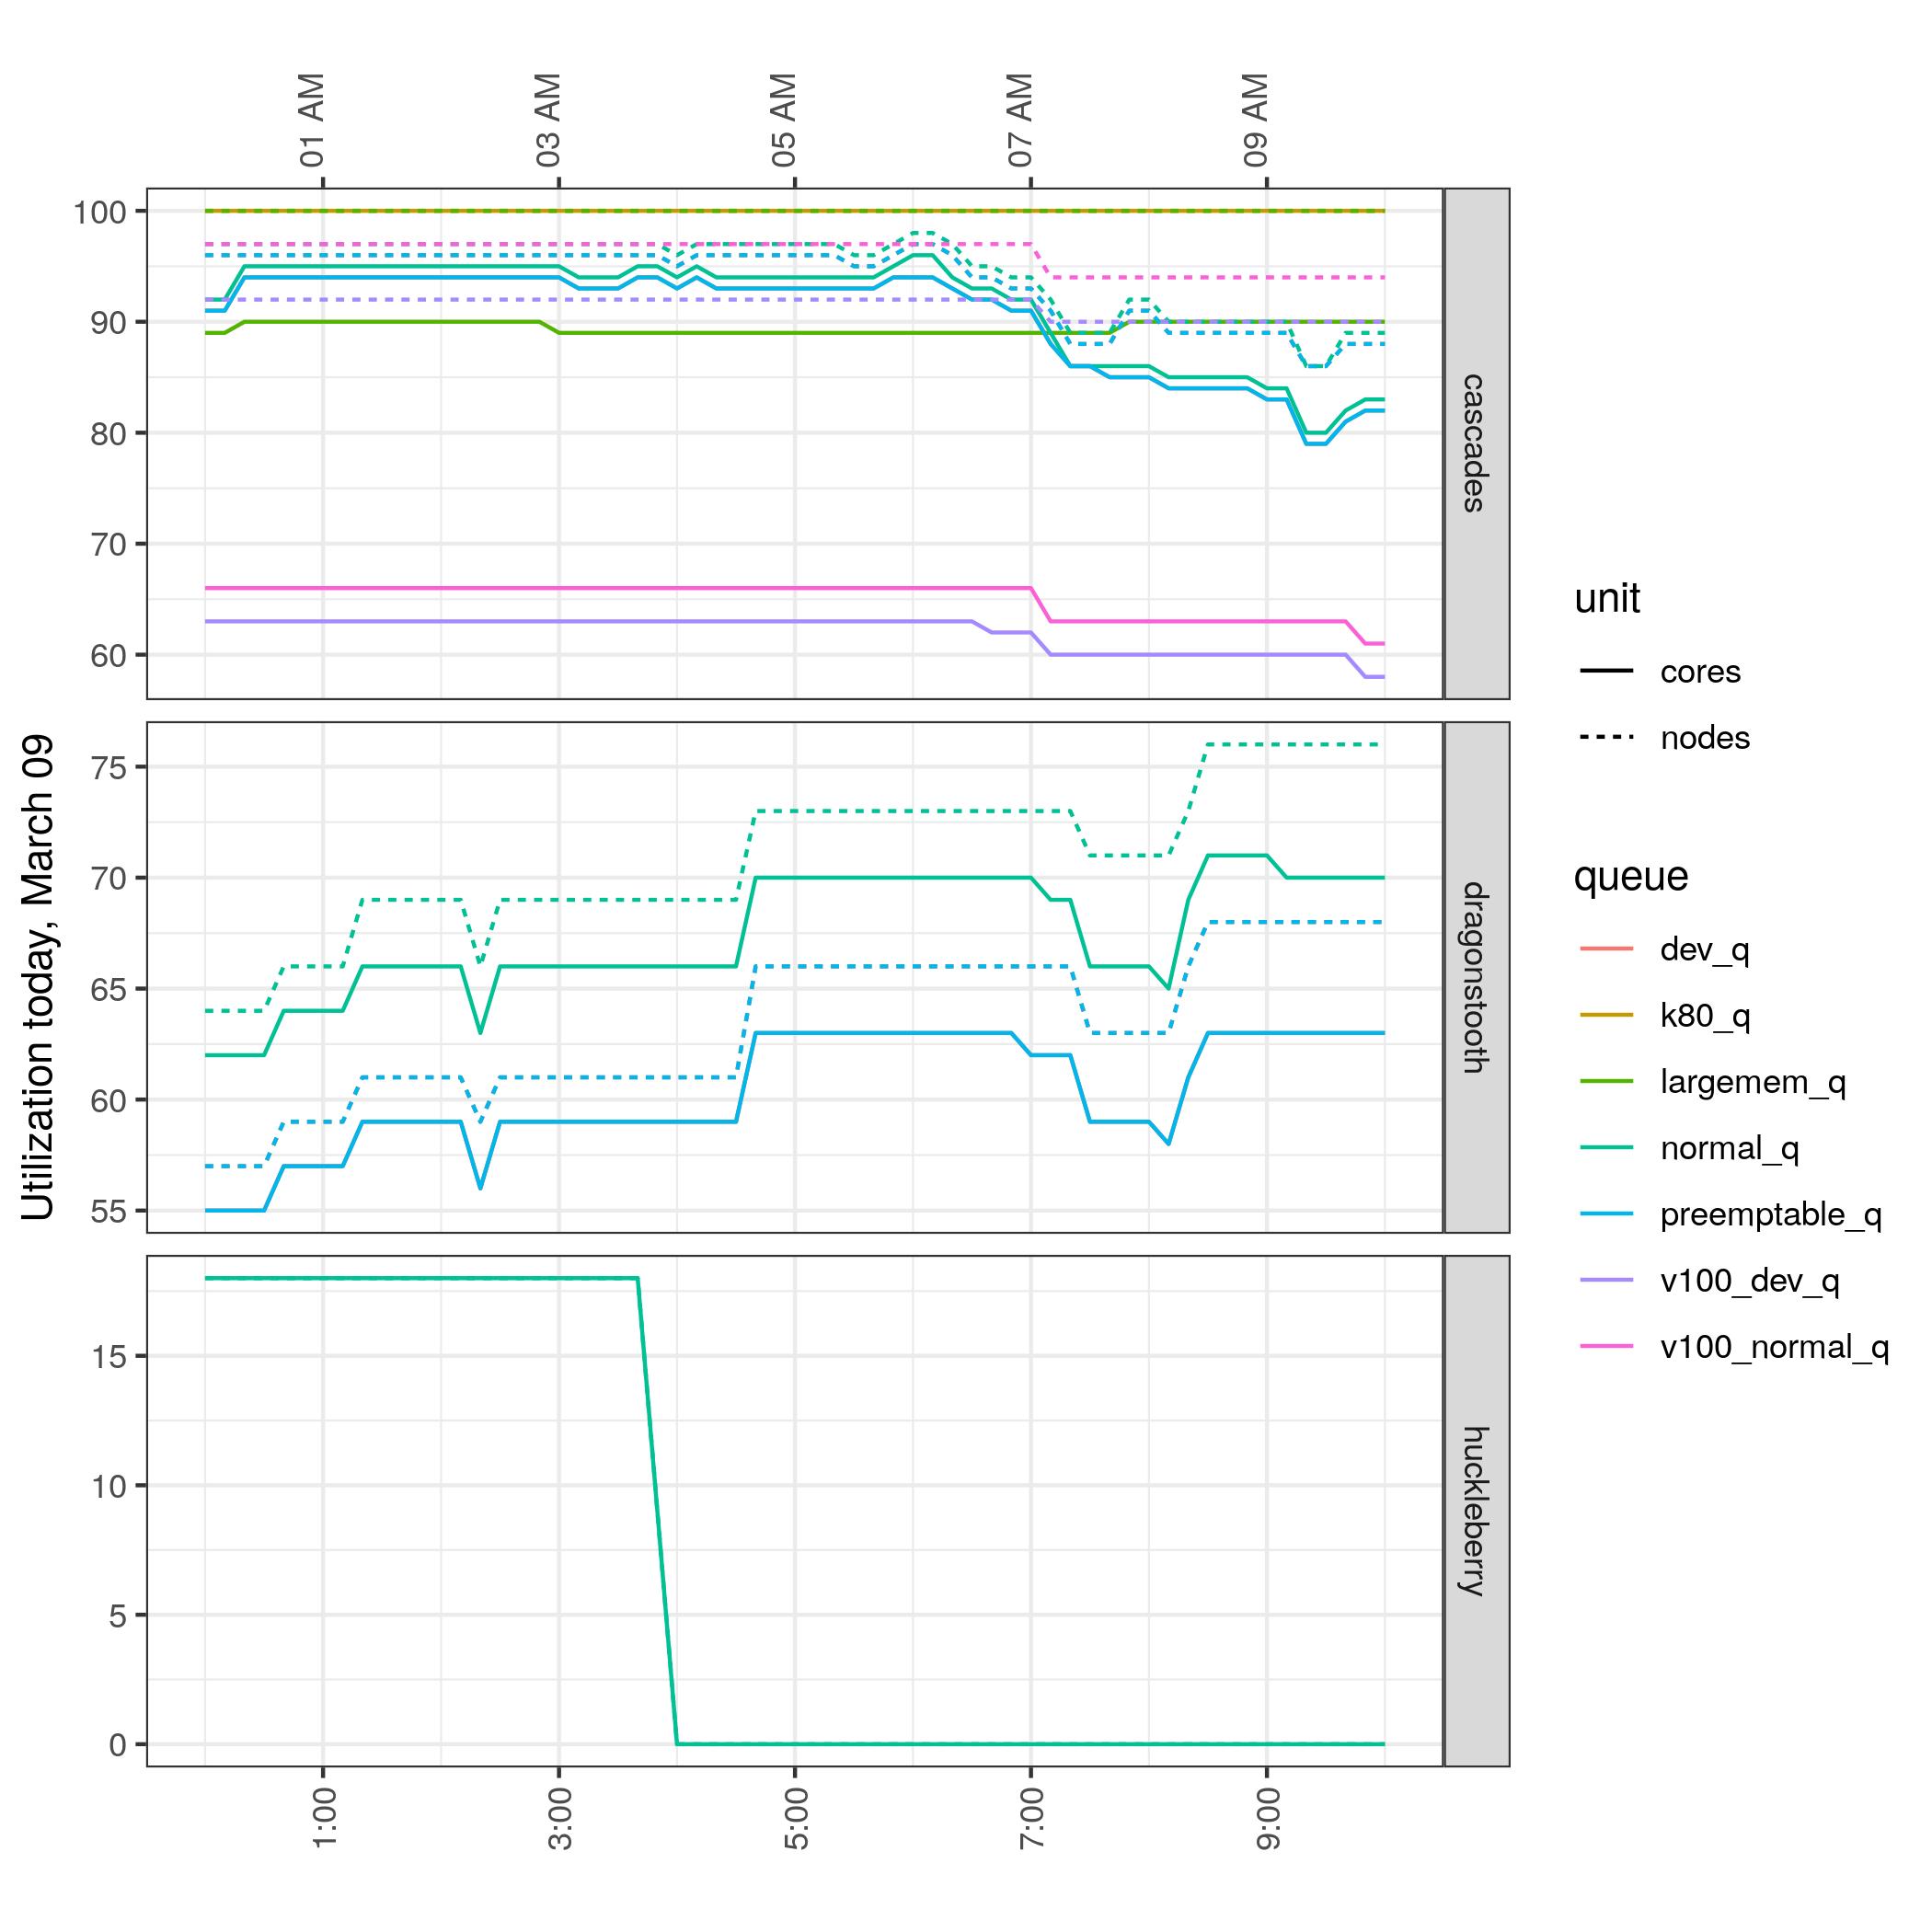 01 AM
03 AM
05 AM
07 AM
09 AM
100
90
80
70
60
cascades
75
70
65
60
55
dragonstooth
15
10
5
0
huckleberry
1:00
3:00
5:00
7:00
9:00
Utilization today, March 09
unit
cores
nodes
queue
dev_q
k80_q
largemem_q
normal_q
preemptable_q
v100_dev_q
v100_normal_q